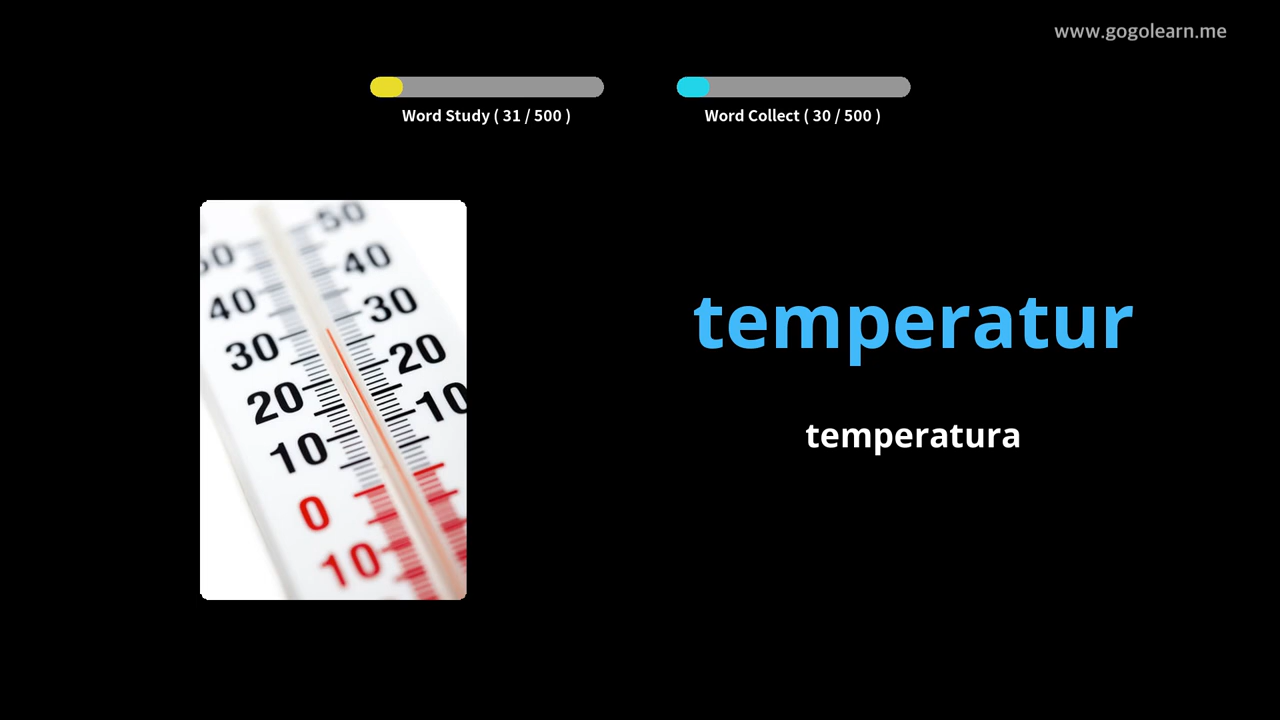 www.gogolearn.me
Word Study ( 31 / 500 )
Word Collect ( 30 / 500 )
50
40 40
30 30
20 20
10 10
0
10
temperatur
temperatura